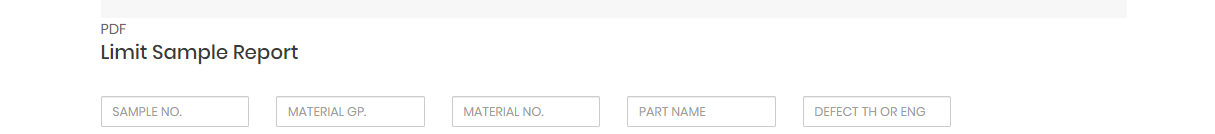 PDF
Limit Sample Report
SAMPLE NO. MATERIAL GP. MATERIAL NO. PART NAME DEFECT TH OR ENG